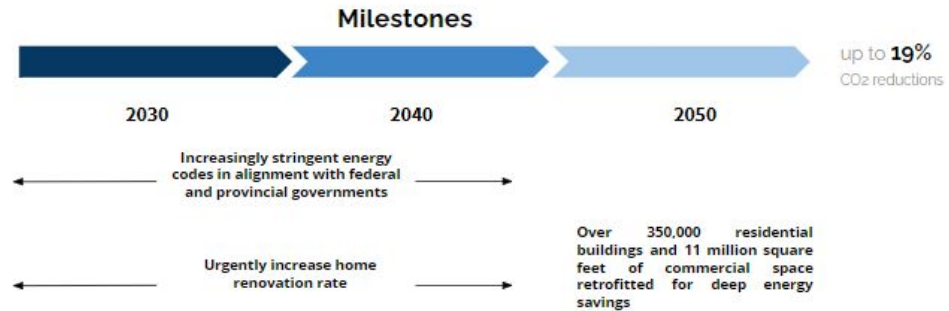 Milestones
up to 19%
CO2 reductions
2030
2040
2050
Increasingly stringent energy
codes in alignment with federal
and provincial governments
Urgently increase home
renovation rate
Over 350,000 residential
buildings and 11 million square
feet of commercial space
retrofitted for deep energy
savings